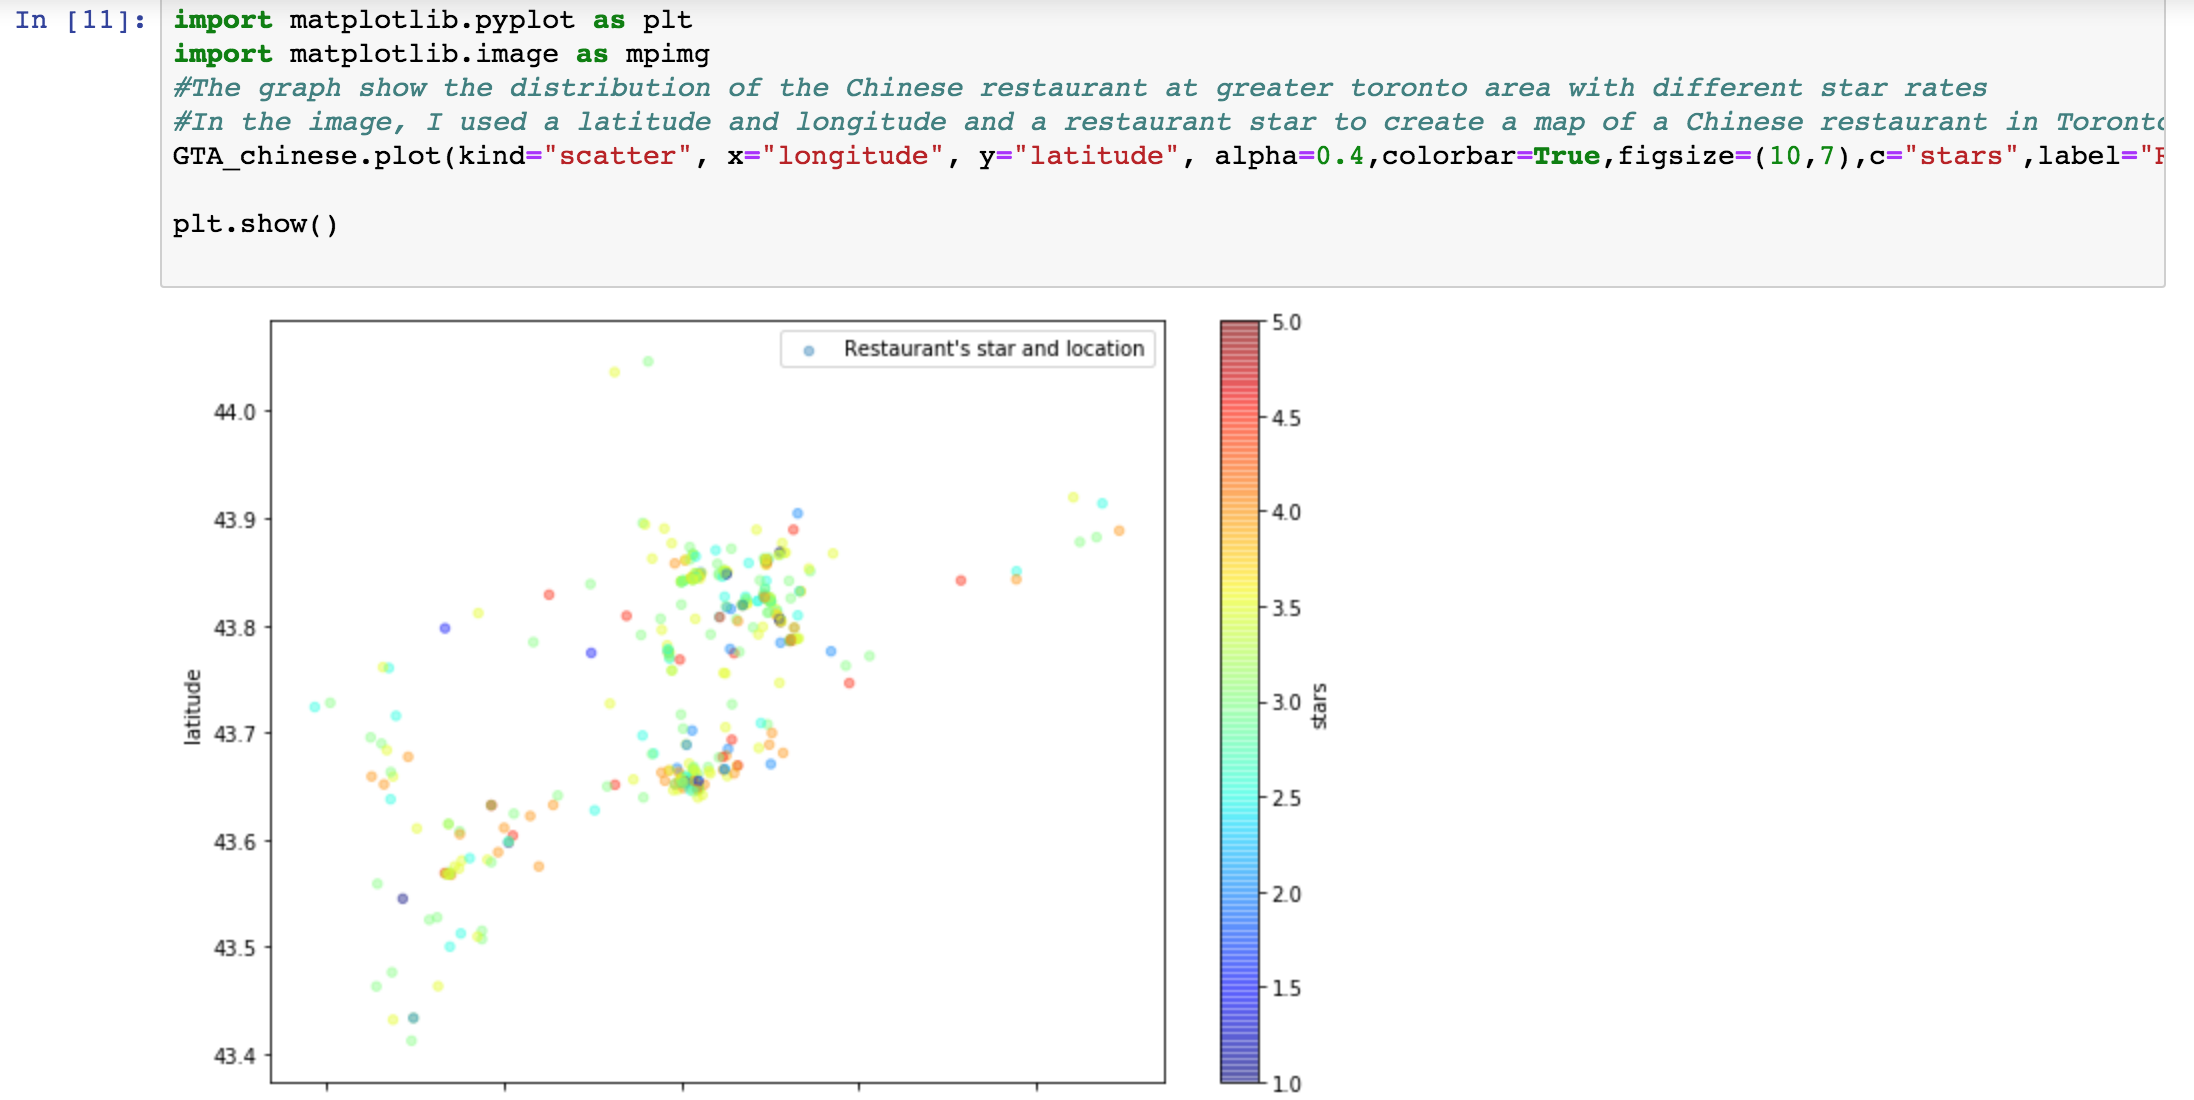 In [11]:
import matplotlib.pyplot as plt
import matplotlib.image as mpimg
#The graph show the distribution of the Chinese restaurant at greater toronto area with different star rates
#In the image, I used a latitude and longitude and a restaurant star to create a map of a Chinese restaurant in Toronto
GTA_chinese.plot(kind="scatter", x="longitude", y="latitude", alpha=0.4,colorbar=True,figsize=(10,7),c="stars",label="R
plt.show()
Restaurant's star and location
44.0
43.9
43.8
43.7
43.6
43.5
43.4
latitude
5.0
4.5
4.0
3.5
3.0
2.5
2.0
1.5
1.0
stars